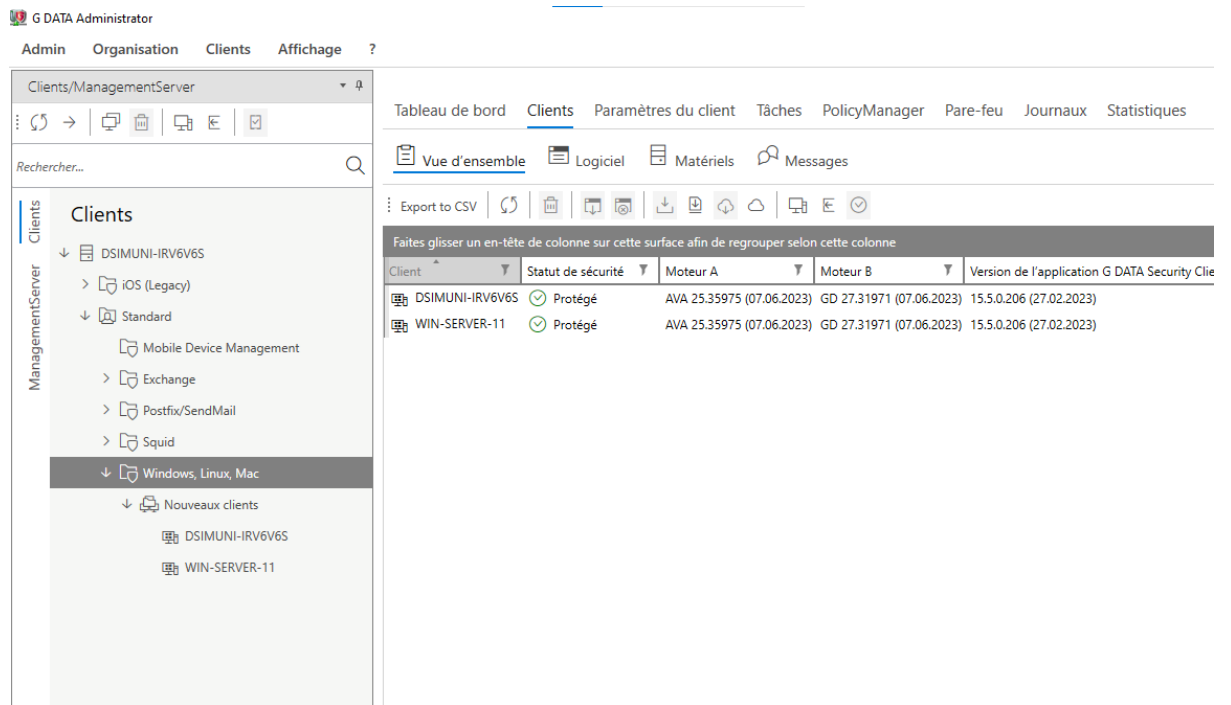 G DATA Administrator
Admin Organisation Clients Affichage ?
Clients/ManagementServer
Rechercher...
Clients
ManagementServer
Clients
DSIMUNI-IRV6V6S
iOS (Legacy)
Standard
Mobile Device Management
Exchange
Postfix/SendMail
Squid
Windows, Linux, Mac
Nouveaux clients
DSIMUNI-IRV6V6S
WIN-SERVER-11
Tableau de bord Clients Paramètres du client Tâches PolicyManager Pare-feu Journaux Statistiques
Vue d'ensemble Logiciel Matériels Messages
Export to CSV
Faites glisser un en-tête de colonne sur cette surface afin de regrouper selon cette colonne
Client Statut de sécurité Moteur A Moteur B Version de l'application G DATA Security Clie
DSIMUNI-IRV6V6S Protégé AVA 25.35975 (07.06.2023) GD 27.31971 (07.06.2023) 15.5.0.206 (27.02.2023)
WIN-SERVER-11 Protégé AVA 25.35975 (07.06.2023) GD 27.31971 (07.06.2023) 15.5.0.206 (27.02.2023)